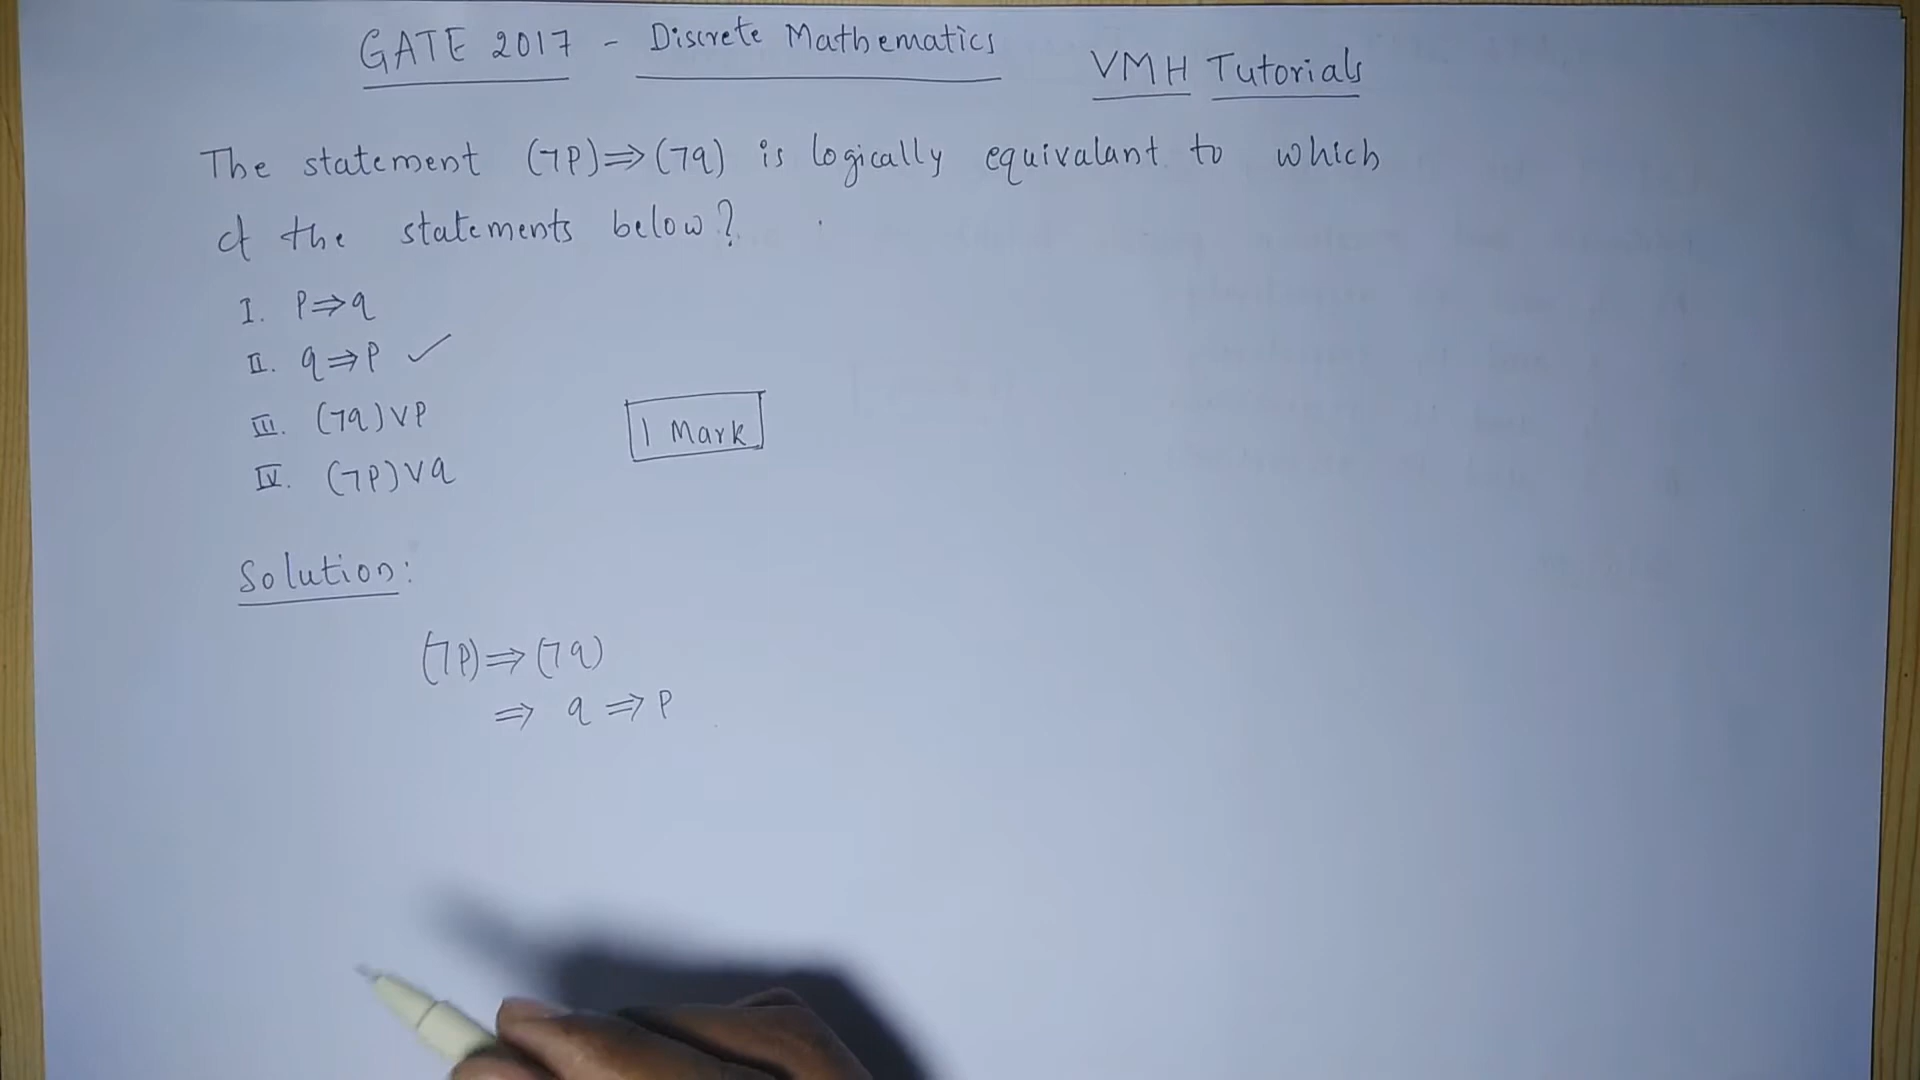 GATE 2017 - Discrete Mathematics
VMH Tutorials
The statement (¬P)⇒(¬q) is logically equivalant to which
of the statements below?
I. P⇒q
II. q⇒P ✓
III. (¬q)∨P
IV. (¬P)∨q
1 Mark
Solution:
(¬P)⇒(¬q)
⇒ q⇒P